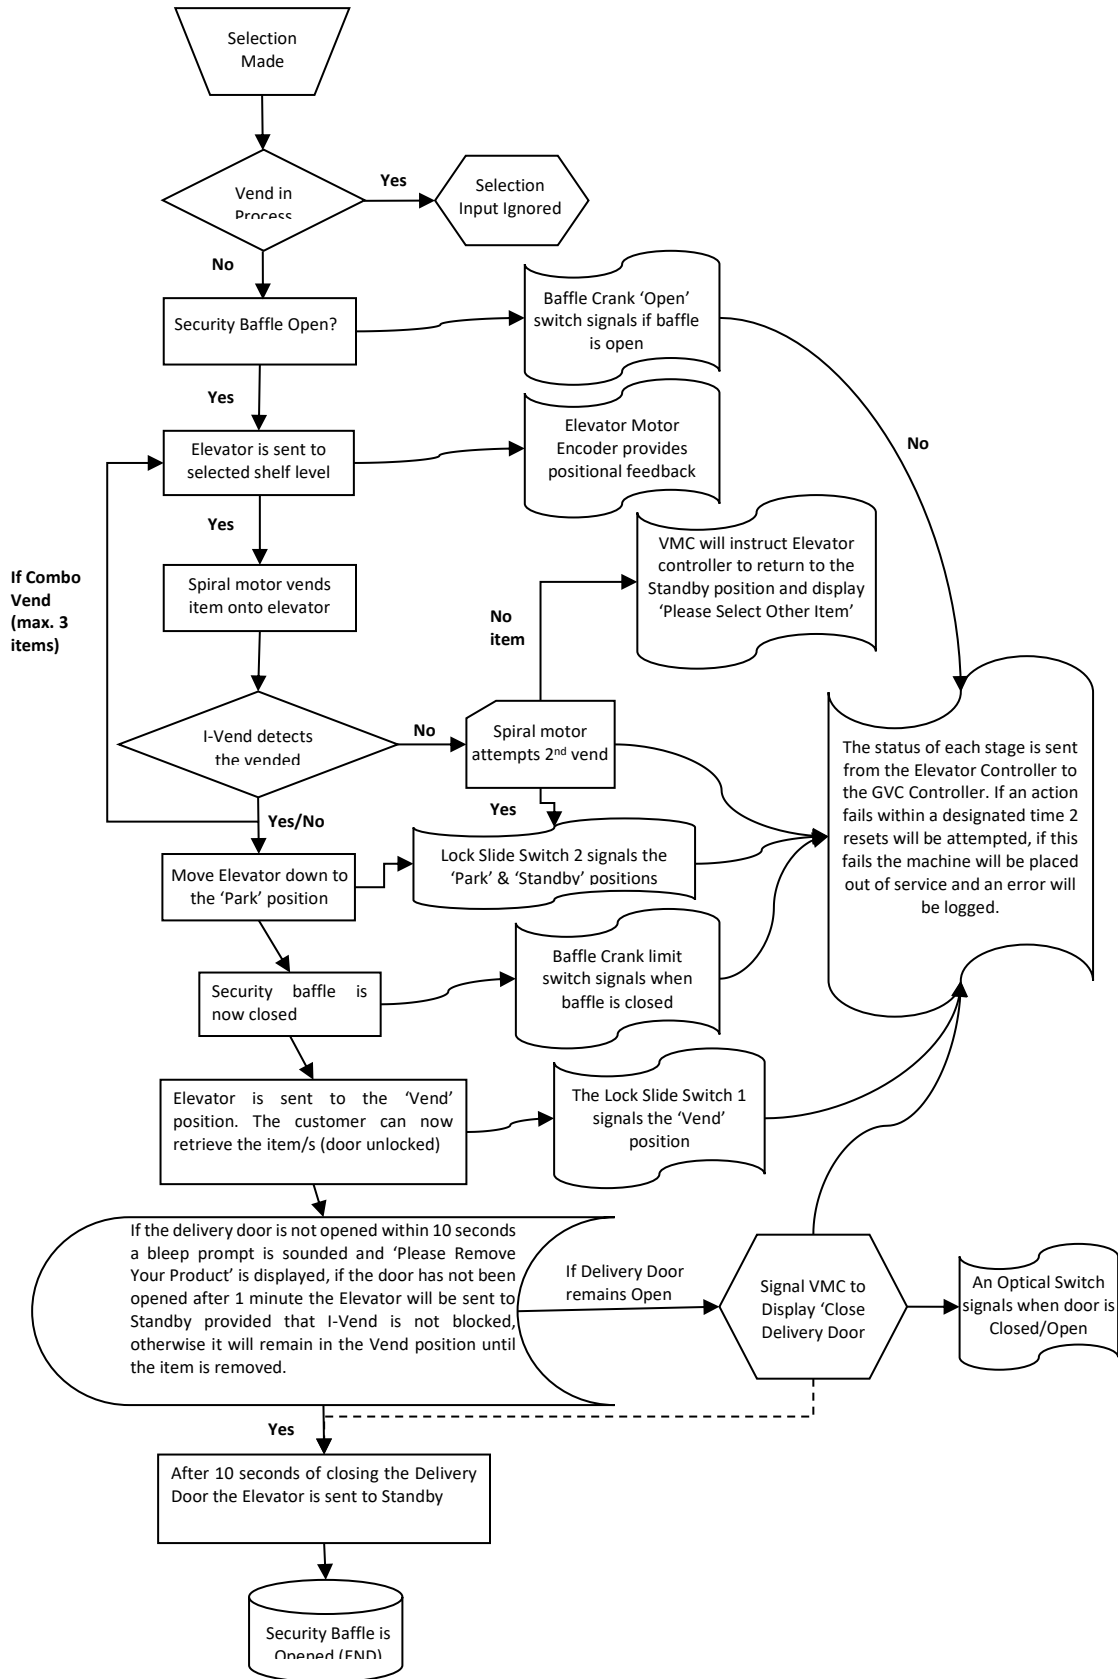 Selection
Made
Vend in
Process
Yes
Selection
Input Ignored
No
Security Baffle Open?
Baffle Crank ‘Open’
switch signals if baffle
is open
Yes
No
Elevator is sent to
selected shelf level
Elevator Motor
Encoder provides
positional feedback
Yes
If Combo
Vend
(max. 3
items)
Spiral motor vends
item onto elevator
No
item
VMC will instruct Elevator
controller to return to the
Standby position and display
‘Please Select Other Item’
I-Vend detects
the vended
No
Spiral motor
attempts 2nd vend
The status of each stage is sent
from the Elevator Controller to
the GVC Controller. If an action
fails within a designated time 2
resets will be attempted, if this
fails the machine will be placed
out of service and an error will
be logged.
Yes/No
Yes
Move Elevator down to
the ‘Park’ position
Lock Slide Switch 2 signals the
‘Park’ & ‘Standby’ positions
Security baffle is
now closed
Baffle Crank limit
switch signals when
baffle is closed
Elevator is sent to the ‘Vend’
position. The customer can now
retrieve the item/s (door unlocked)
The Lock Slide Switch 1
signals the ‘Vend’
position
If the delivery door is not opened within 10 seconds
a bleep prompt is sounded and ‘Please Remove
Your Product’ is displayed, if the door has not been
opened after 1 minute the Elevator will be sent to
Standby provided that I-Vend is not blocked,
otherwise it will remain in the Vend position until
the item is removed.
If Delivery Door
remains Open
Signal VMC to
Display ‘Close
Delivery Door
An Optical Switch
signals when door is
Closed/Open
Yes
After 10 seconds of closing the Delivery
Door the Elevator is sent to Standby
Security Baffle is
Opened (END)